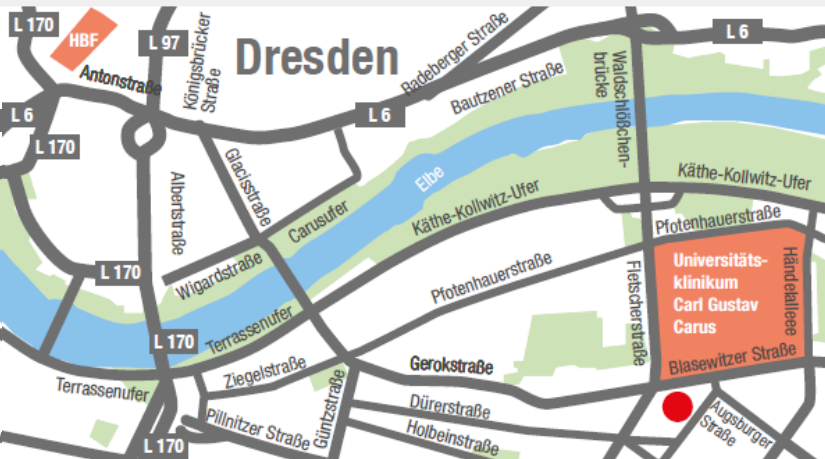 L 170
HBF
L 97
Königsbrücker
Straße
Dresden
Radeberger Straße
L 6
Antonstraße
Bautzener Straße
Waldschlößchen-
brücke
L 6
L 6
L 170
Glacisstraße
Albertstraße
Elbe
Käthe-Kollwitz-Ufer
Käthe-Kollwitz-Ufer
Carusufer
Pfotenhauerstraße
Wigardstraße
L 170
Pfotenhauerstraße
Fletscherstraße
Universitäts-
klinikum
Carl Gustav
Carus
Händelalleee
Terrassenufer
L 170
Blasewitzer Straße
Gerokstraße
Ziegelstraße
Terrassenufer
Güntzstraße
Dürerstraße
Augsburger
Straße
Pillnitzer Straße
Holbeinstraße
L 170